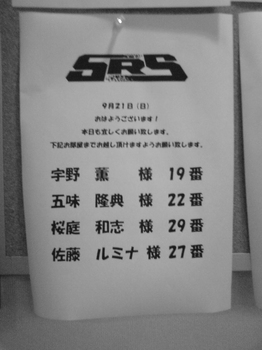 SRS
9月21日（日）
おはようございます！
本日も宜しくお願い致します。
下記お部屋までお越し頂けますようお願い致します。
宇野　薫　様　19番
五味　隆典　様　22番
桜庭　和志　様　29番
佐藤　ルミナ　様　27番